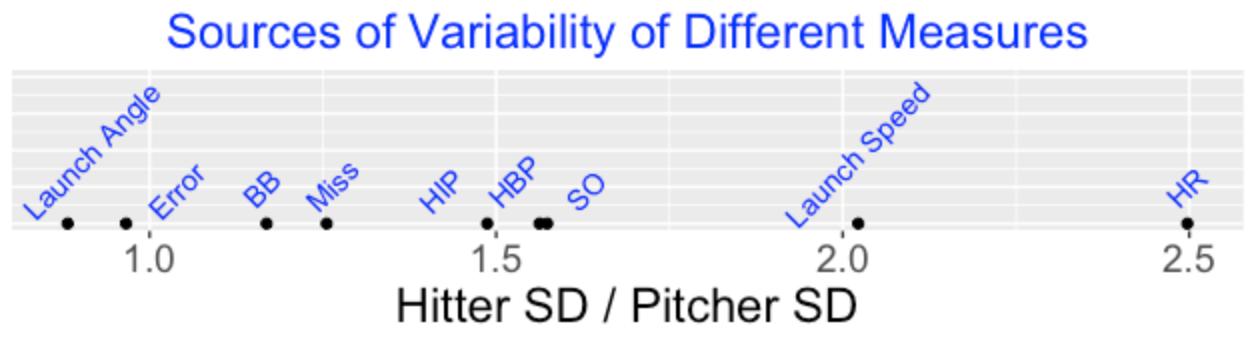 Sources of Variability of Different Measures
Launch Angle
Error
BB
Miss
HIP
HBP
SO
Launch Speed
HR
1.0 1.5 2.0 2.5
Hitter SD / Pitcher SD